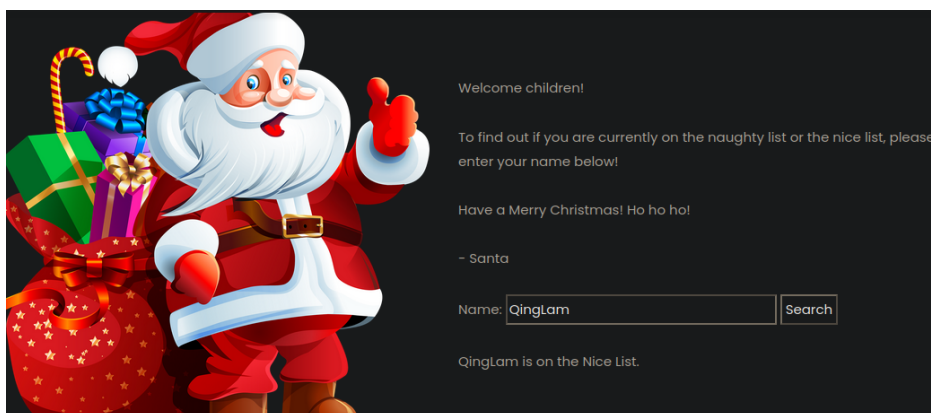 Welcome children!
To find out if you are currently on the naughty list or the nice list, please
enter your name below!
Have a Merry Christmas! Ho ho ho!
- Santa
Name: QingLam Search
QingLam is on the Nice List.